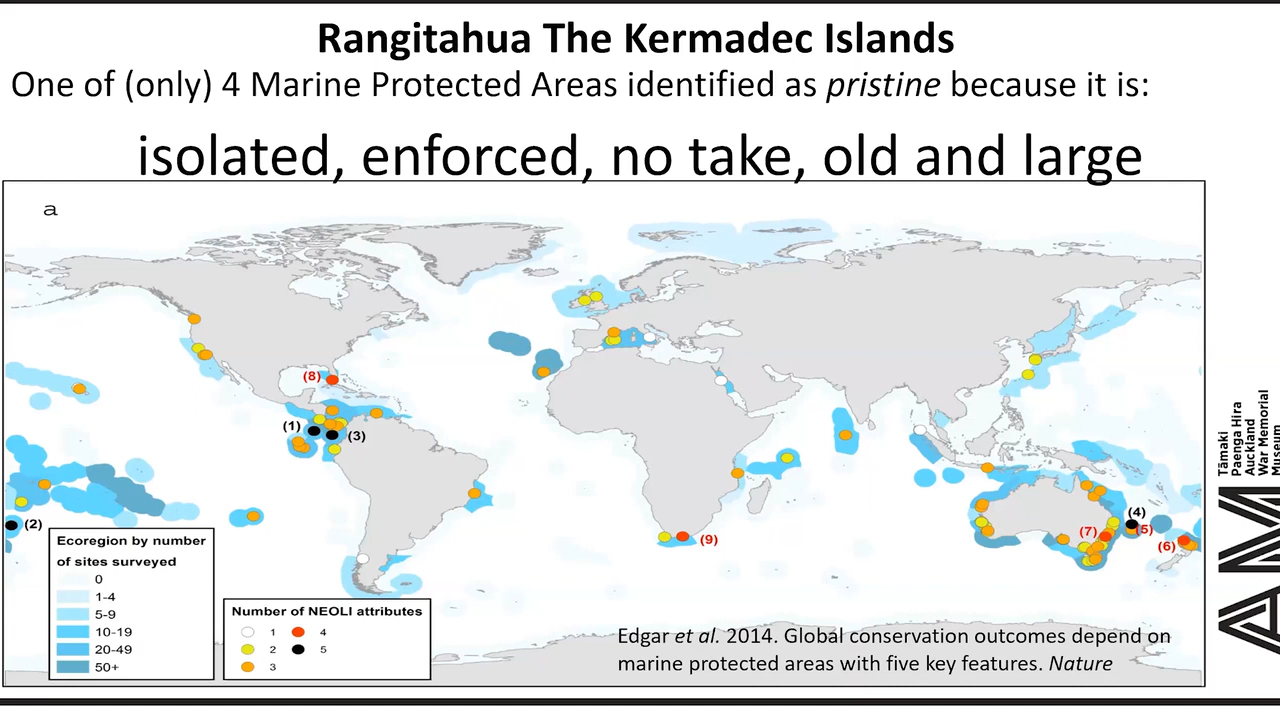 Rangitahua The Kermadec Islands
One of (only) 4 Marine Protected Areas identified as pristine because it is:
isolated, enforced, no take, old and large
a
(8)
(1)
(3)
(2)
(9)
(4)
(7)
(5)
(6)
Ecoregion by number
of sites surveyed
0
1-4
5-9
10-19
20-49
50+
Number of NEOLI attributes
1 4
2 5
3
Edgar et al. 2014. Global conservation outcomes depend on
marine protected areas with five key features. Nature
Tāmaki
Paenga Hira
Auckland
War Memorial
Museum
AM